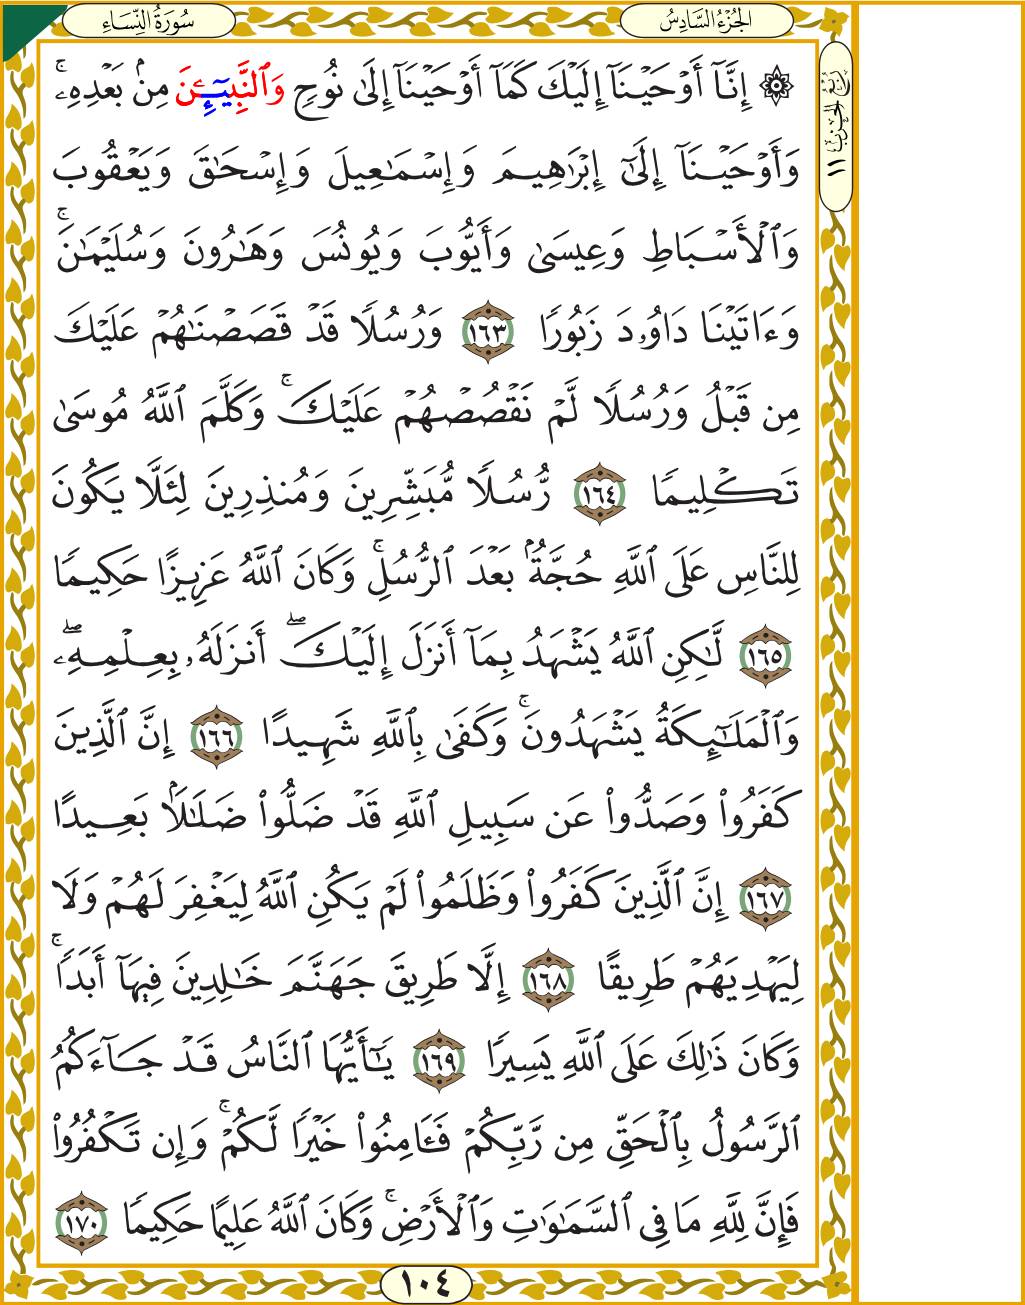 سُورَةُ النِّسَاءِ
الجُزْءُ السَّادِسُ
رُبْعُ الحِزْبِ ١١
۞ إِنَّآ أَوْحَيْنَآ إِلَيْكَ كَمَآ أَوْحَيْنَآ إِلَىٰ نُوحٍ وَٱلنَّبِيٓـِٔنَ مِنۢ بَعْدِهِۦ ۚ
وَأَوْحَيْنَآ إِلَىٰٓ إِبْرَٰهِيمَ وَإِسْمَـٰعِيلَ وَإِسْحَـٰقَ وَيَعْقُوبَ
وَٱلْأَسْبَاطِ وَعِيسَىٰ وَأَيُّوبَ وَيُونُسَ وَهَـٰرُونَ وَسُلَيْمَـٰنَ ۚ
وَءَاتَيْنَا دَاوُۥدَ زَبُورًا ١٦٣ وَرُسُلًا قَدْ قَصَصْنَـٰهُمْ عَلَيْكَ
مِن قَبْلُ وَرُسُلًا لَّمْ نَقْصُصْهُمْ عَلَيْكَ ۚ وَكَلَّمَ ٱللَّهُ مُوسَىٰ
تَكْلِيمًا ١٦٤ رُّسُلًا مُّبَشِّرِينَ وَمُنذِرِينَ لِئَلَّا يَكُونَ
لِلنَّاسِ عَلَى ٱللَّهِ حُجَّةٌۢ بَعْدَ ٱلرُّسُلِ ۚ وَكَانَ ٱللَّهُ عَزِيزًا حَكِيمًا
١٦٥ لَّـٰكِنِ ٱللَّهُ يَشْهَدُ بِمَآ أَنزَلَ إِلَيْكَ ۖ أَنزَلَهُۥ بِعِلْمِهِۦ ۖ
وَٱلْمَلَـٰٓئِكَةُ يَشْهَدُونَ ۚ وَكَفَىٰ بِٱللَّهِ شَهِيدًا ١٦٦ إِنَّ ٱلَّذِينَ
كَفَرُوا۟ وَصَدُّوا۟ عَن سَبِيلِ ٱللَّهِ قَدْ ضَلُّوا۟ ضَلَـٰلًۢا بَعِيدًا
١٦٧ إِنَّ ٱلَّذِينَ كَفَرُوا۟ وَظَلَمُوا۟ لَمْ يَكُنِ ٱللَّهُ لِيَغْفِرَ لَهُمْ وَلَا
لِيَهْدِيَهُمْ طَرِيقًا ١٦٨ إِلَّا طَرِيقَ جَهَنَّمَ خَـٰلِدِينَ فِيهَآ أَبَدًا ۚ
وَكَانَ ذَٰلِكَ عَلَى ٱللَّهِ يَسِيرًا ١٦٩ يَـٰٓأَيُّهَا ٱلنَّاسُ قَدْ جَآءَكُمُ
ٱلرَّسُولُ بِٱلْحَقِّ مِن رَّبِّكُمْ فَـَٔامِنُوا۟ خَيْرًا لَّكُمْ ۚ وَإِن تَكْفُرُوا۟
فَإِنَّ لِلَّهِ مَا فِى ٱلسَّمَـٰوَٰتِ وَٱلْأَرْضِ ۚ وَكَانَ ٱللَّهُ عَلِيمًا حَكِيمًا ١٧٠
١٠٤